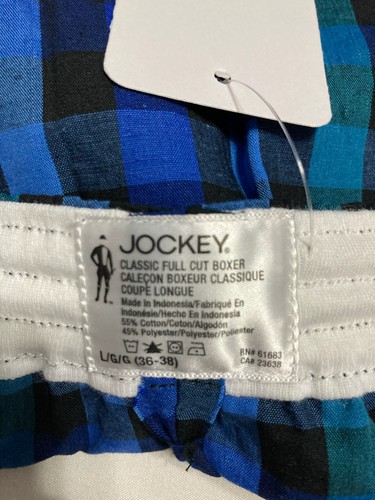 JOCKEY®
CLASSIC FULL CUT BOXER
CALEÇON BOXEUR CLASSIQUE
COUPE LONGUE
Made In Indonesia/Fabriqué En
Indonésie/Hecho En Indonesia
55% Cotton/Coton/Algodón
45% Polyester/Polyester/Poliester
L/G/G (36-38)
RN# 61683
CA# 23638